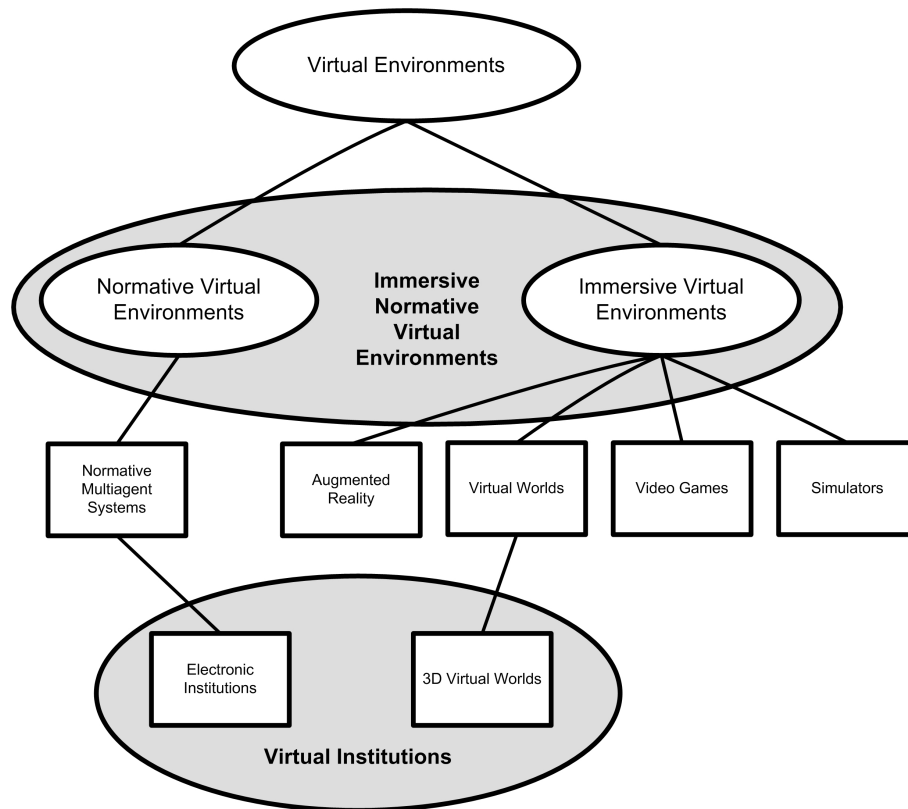 Virtual Environments
Normative Virtual
Environments
Immersive
Normative
Virtual
Environments
Immersive Virtual
Environments
Normative
Multiagent
Systems
Augmented
Reality
Virtual Worlds
Video Games
Simulators
Electronic
Institutions
3D Virtual Worlds
Virtual Institutions